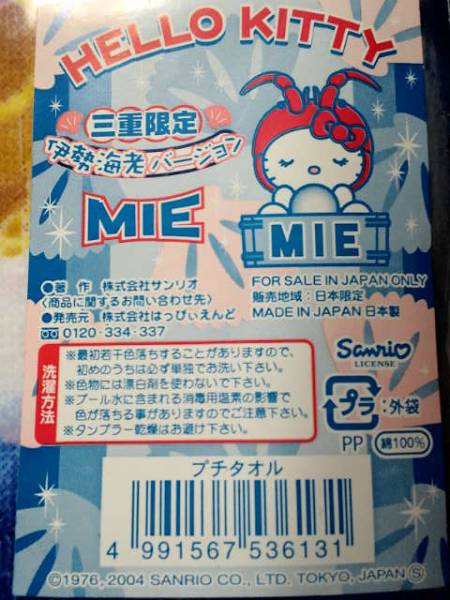 HELLO KITTY
三重限定
伊勢海老バージョン
MIE
MIE
●著　作　株式会社サンリオ
〈商品に関するお問い合わせ先〉
●発売元　株式会社はっぴぃえんど
0120-334-337
FOR SALE IN JAPAN ONLY
販売地域：日本限定
MADE IN JAPAN 日本製
洗濯方法
※最初若干色落ちすることがありますので、
初めのうちは必ず単独でお洗い下さい。
※色物には漂白剤を使わないで下さい。
※プール水に含まれる消毒用塩素の影響で
色が落ちる事がありますのでご注意下さい。
※タンブラー乾燥はお避け下さい。
Sanrio
LICENSE
プラ：外袋
PP
綿100%
プチタオル
4 991567 536131
©1976, 2004 SANRIO CO., LTD. TOKYO, JAPAN Ⓢ